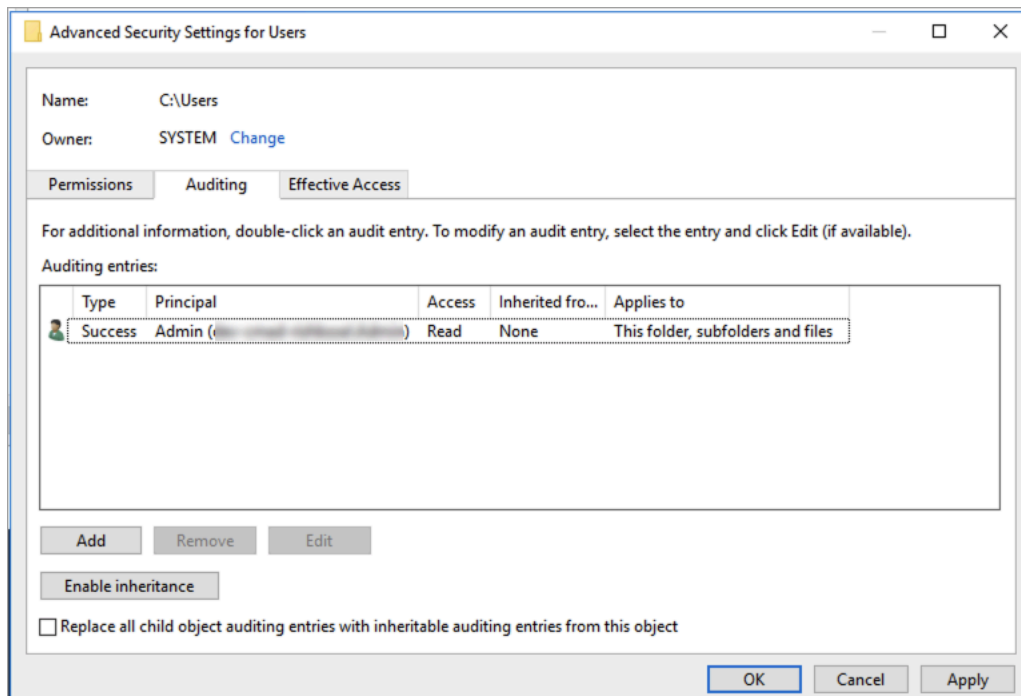 Advanced Security Settings for Users
Name: C:\Users
Owner: SYSTEM Change
Permissions Auditing Effective Access
For additional information, double-click an audit entry. To modify an audit entry, select the entry and click Edit (if available).
Auditing entries:
Type Principal Access Inherited fro... Applies to
Success Admin ( ) Read None This folder, subfolders and files
Add Remove Edit
Enable inheritance
Replace all child object auditing entries with inheritable auditing entries from this object
OK Cancel Apply